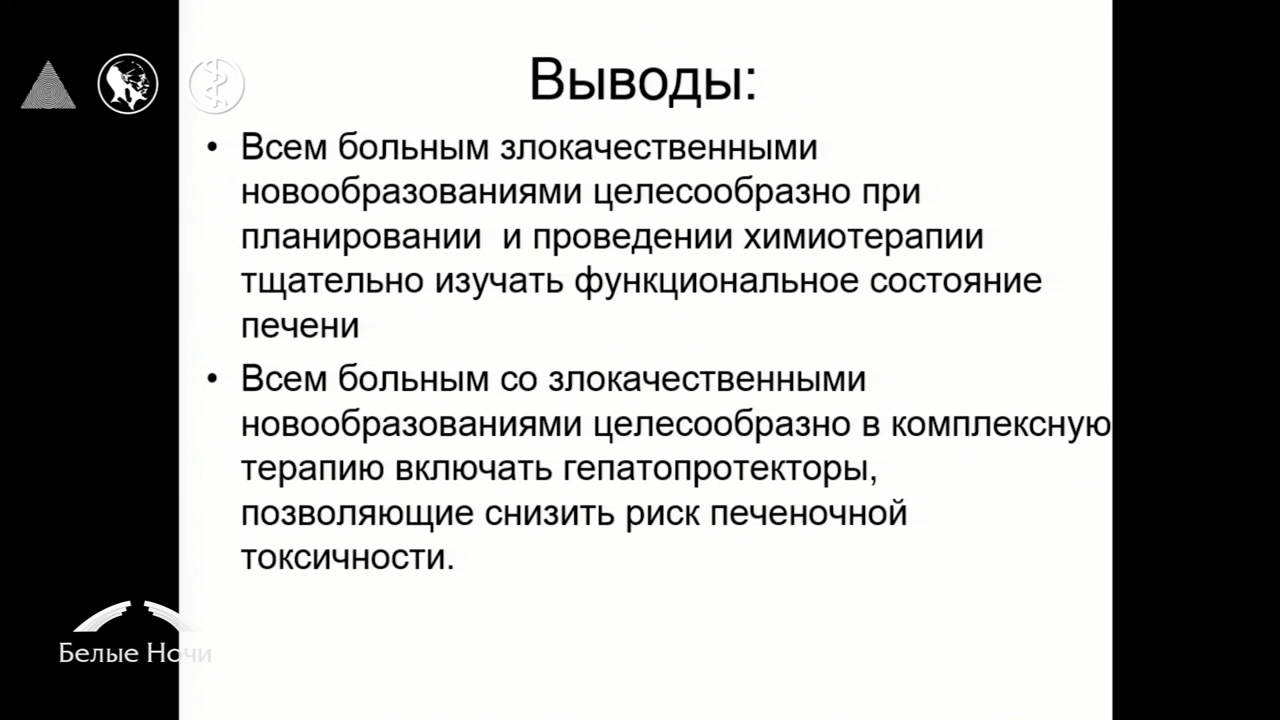 Выводы:
• Всем больным злокачественными
новообразованиями целесообразно при
планировании  и проведении химиотерапии
тщательно изучать функциональное состояние
печени
• Всем больным со злокачественными
новообразованиями целесообразно в комплексную
терапию включать гепатопротекторы,
позволяющие снизить риск печеночной
токсичности.
Белые Ночи